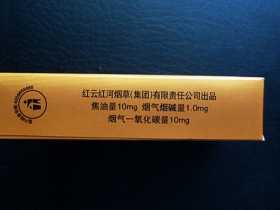 红云红河烟草(集团)有限责任公司出品
焦油量10mg 烟气烟碱量1.0mg
烟气一氧化碳量10mg